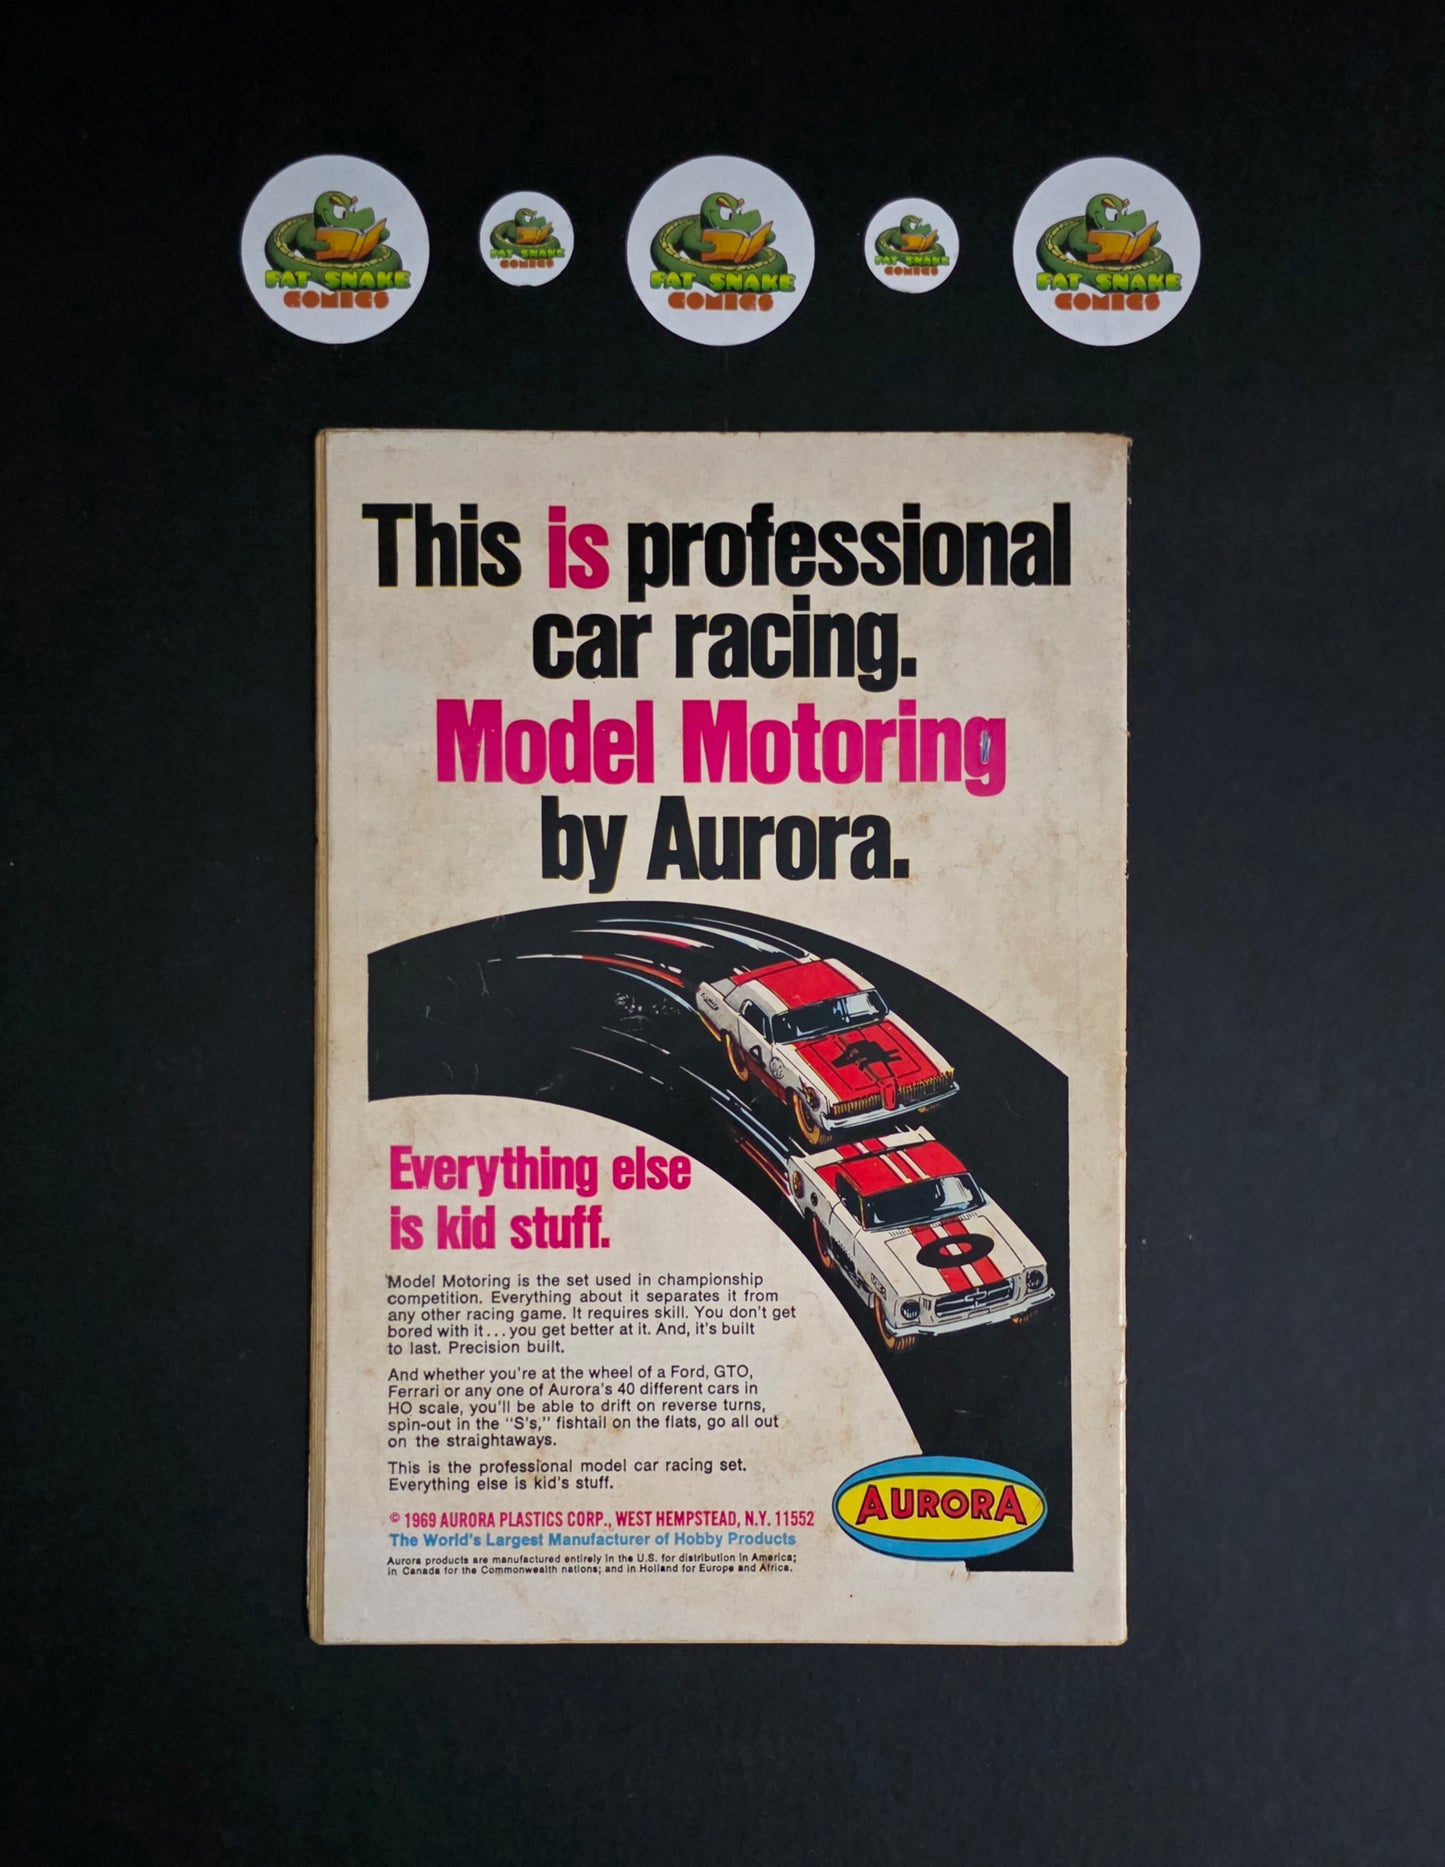 FAT SNAKE
COMICS
FAT SNAKE
COMICS
FAT SNAKE
COMICS
FAT SNAKE
COMICS
FAT SNAKE
COMICS
This is professional
car racing.
Model Motoring
by Aurora.
Everything else
is kid stuff.
Model Motoring is the set used in championship
competition. Everything about it separates it from
any other racing game. It requires skill. You don't get
bored with it...you get better at it. And, it's built
to last. Precision built.
And whether you're at the wheel of a Ford, GTO,
Ferrari or any one of Aurora's 40 different cars in
HO scale, you'll be able to drift on reverse turns,
spin-out in the "S's," fishtail on the flats, go all out
on the straightaways.
This is the professional model car racing set.
Everything else is kid's stuff.
© 1969 AURORA PLASTICS CORP., WEST HEMPSTEAD, N.Y. 11552
The World's Largest Manufacturer of Hobby Products
Aurora products are manufactured entirely in the U.S. for distribution in America;
in Canada for the Commonwealth nations; and in Holland for Europe and Africa.
AURORA